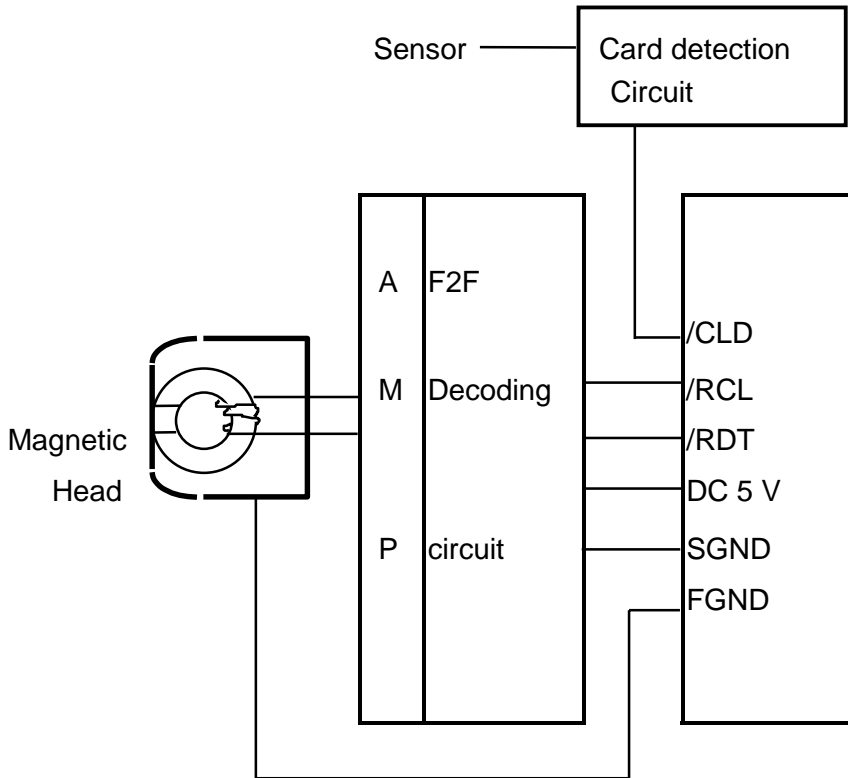 Sensor
Card detection
Circuit
A F2F
M Decoding
P circuit
Magnetic
Head
/CLD
/RCL
/RDT
DC 5 V
SGND
FGND